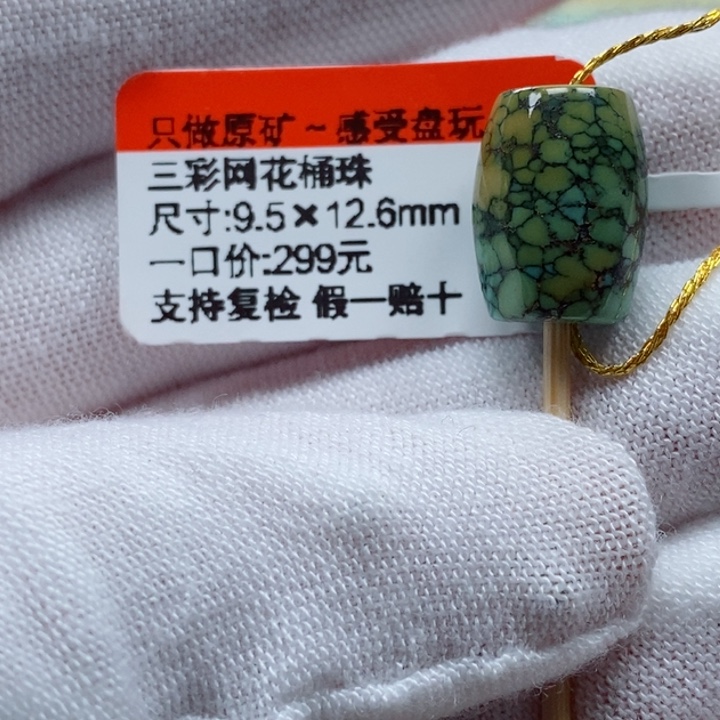 只做原矿～感受盘玩
三彩网花桶珠
尺寸:9.5×12.6mm
一口价:299元
支持复检 假一赔十